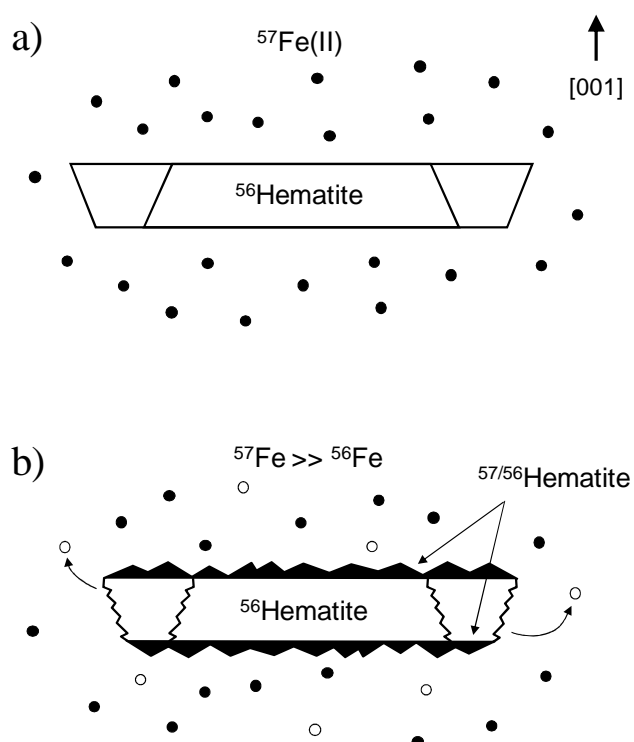 a)
⁵⁷Fe(II)
[001]
⁵⁶Hematite
b)
⁵⁷Fe >> ⁵⁶Fe
⁵⁷/⁵⁶Hematite
⁵⁶Hematite